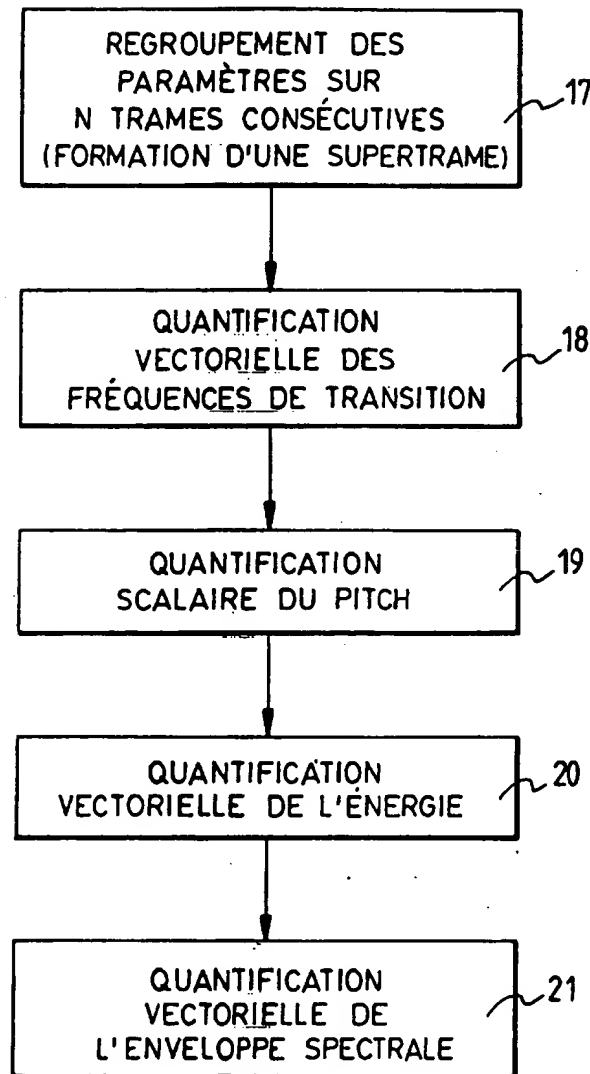 REGROUPEMENT DES
PARAMÈTRES SUR
N TRAMES CONSÉCUTIVES
(FORMATION D'UNE SUPERTRAME)
17
QUANTIFICATION
VECTORIELLE DES
FRÉQUENCES DE TRANSITION
18
QUANTIFICATION
SCALAIRE DU PITCH
19
QUANTIFICATION
VECTORIELLE DE L'ÉNERGIE
20
QUANTIFICATION
VECTORIELLE DE
L'ENVELOPPE SPECTRALE
21